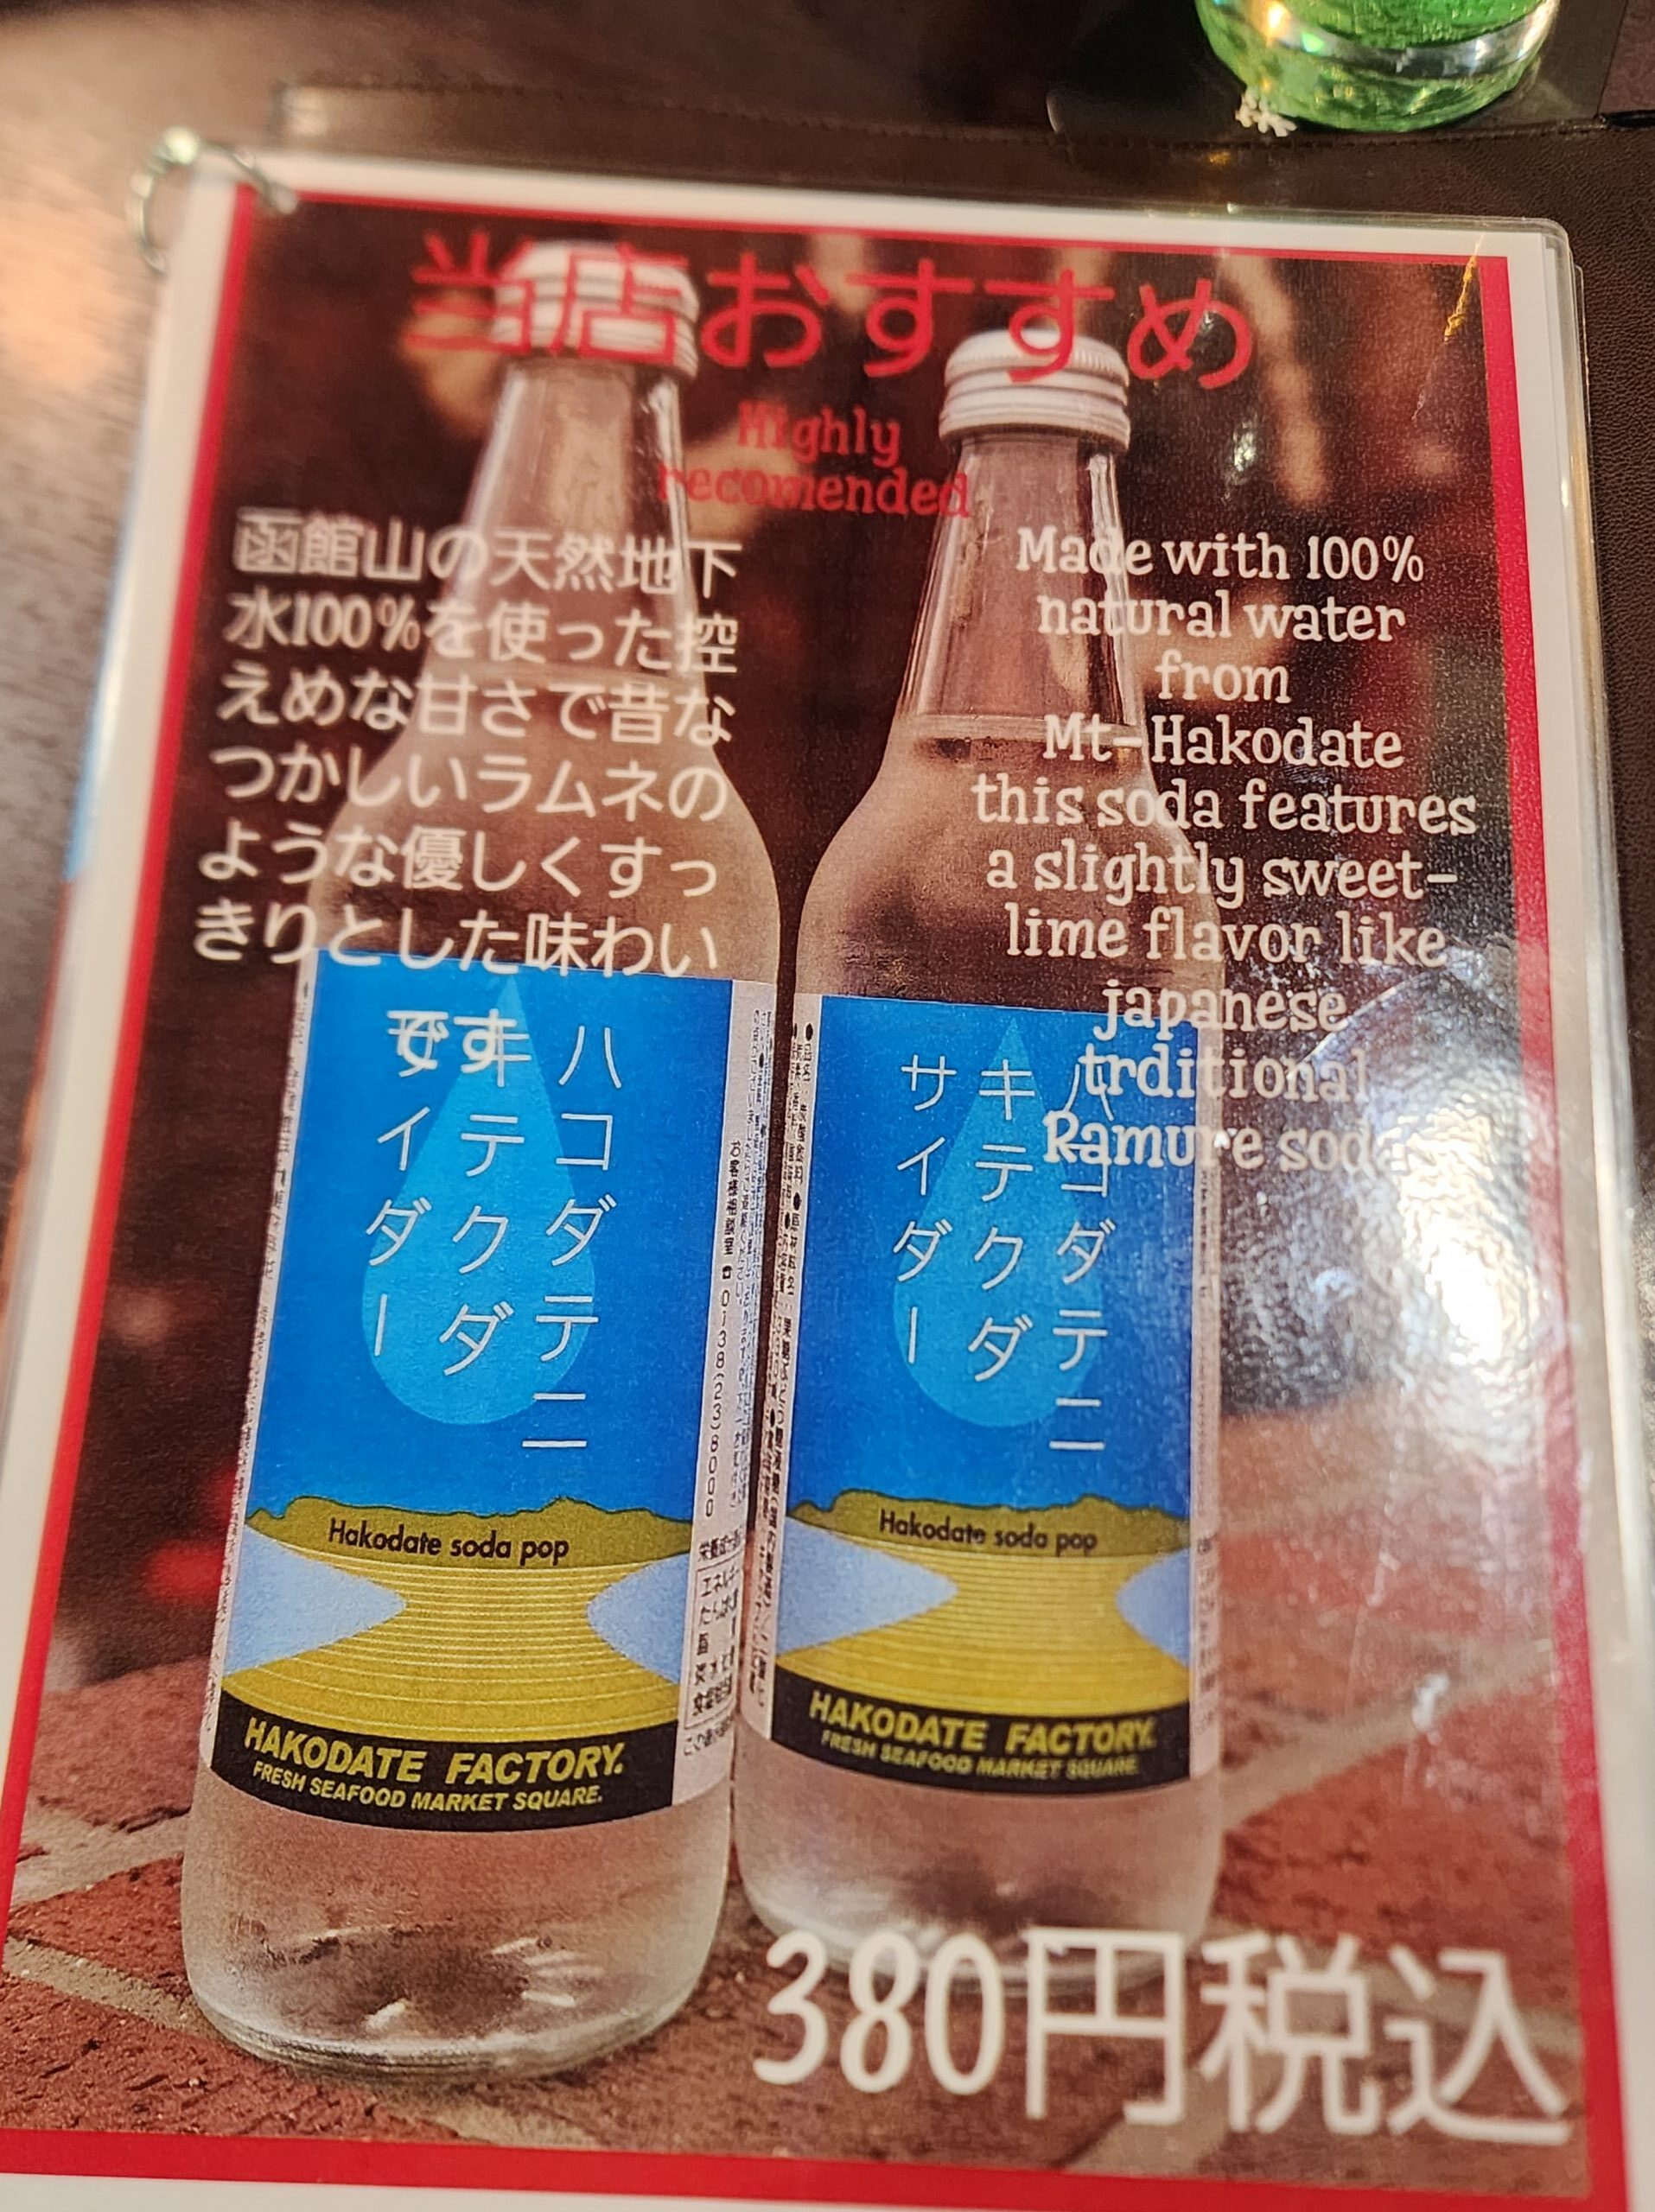 当店おすすめ
Highly
recomended
函館山の天然地下
水100%を使った控
えめな甘さで昔な
つかしいラムネの
ような優しくすっ
きりとした味わい
です
Made with 100%
natural water
from
Mt-Hakodate
this soda features
a slightly sweet-
lime flavor like
japanese
trditional
Ramure soda
ハコダテニ
キテクダ
サイダー
Hakodate soda pop
HAKODATE FACTORY.
FRESH SEAFOOD MARKET SQUARE.
ハコダテニ
キテクダ
サイダー
Hakodate soda pop
HAKODATE FACTORY.
FRESH SEAFOOD MARKET SQUARE.
380円税込